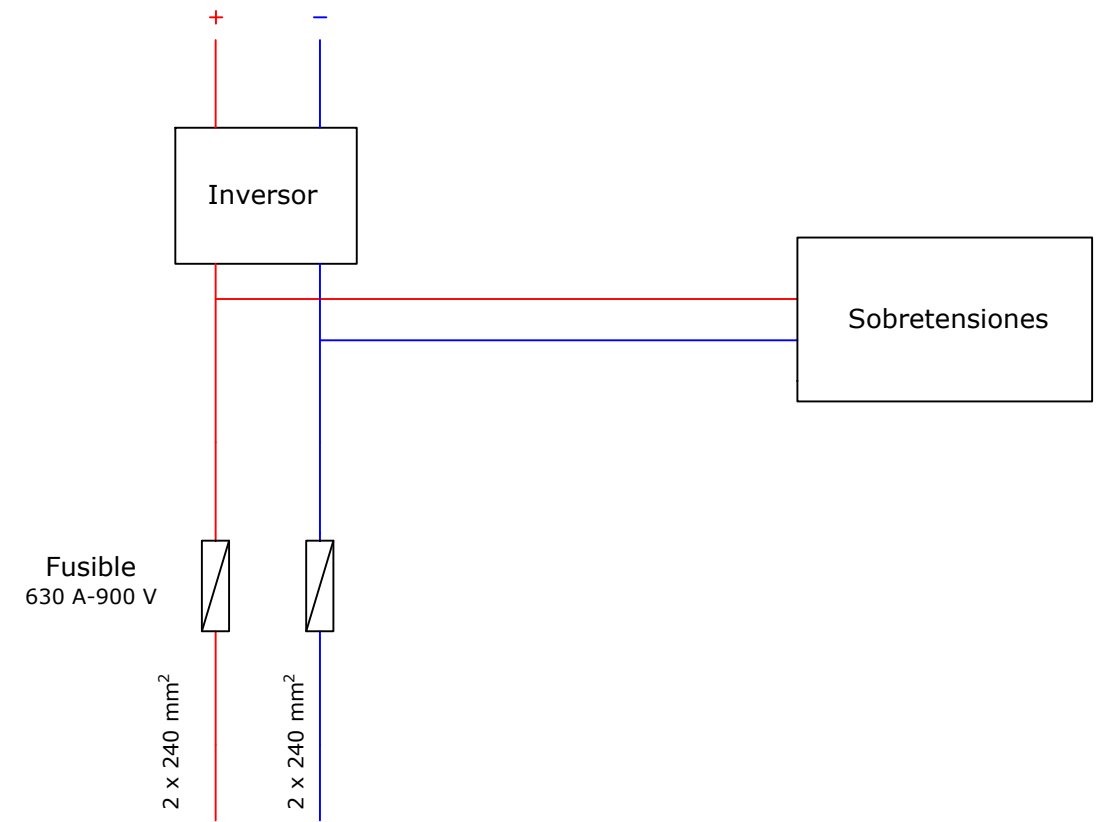 + −
Inversor
Sobretensiones
Fusible
630 A-900 V
2 x 240 mm²
2 x 240 mm²